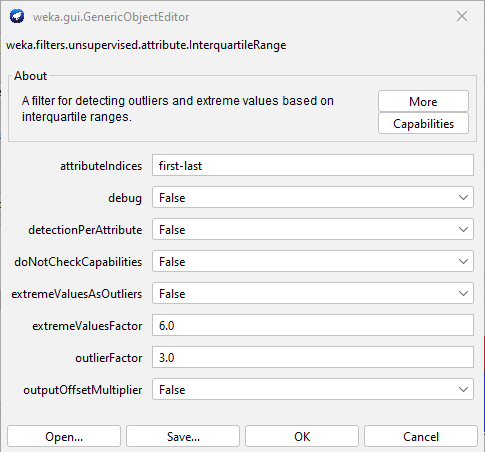 weka.gui.GenericObjectEditor
weka.filters.unsupervised.attribute.InterquartileRange
About
A filter for detecting outliers and extreme values based on
interquartile ranges.
More
Capabilities
attributeIndices first-last
debug False
detectionPerAttribute False
doNotCheckCapabilities False
extremeValuesAsOutliers False
extremeValuesFactor 6.0
outlierFactor 3.0
outputOffsetMultiplier False
Open... Save... OK Cancel